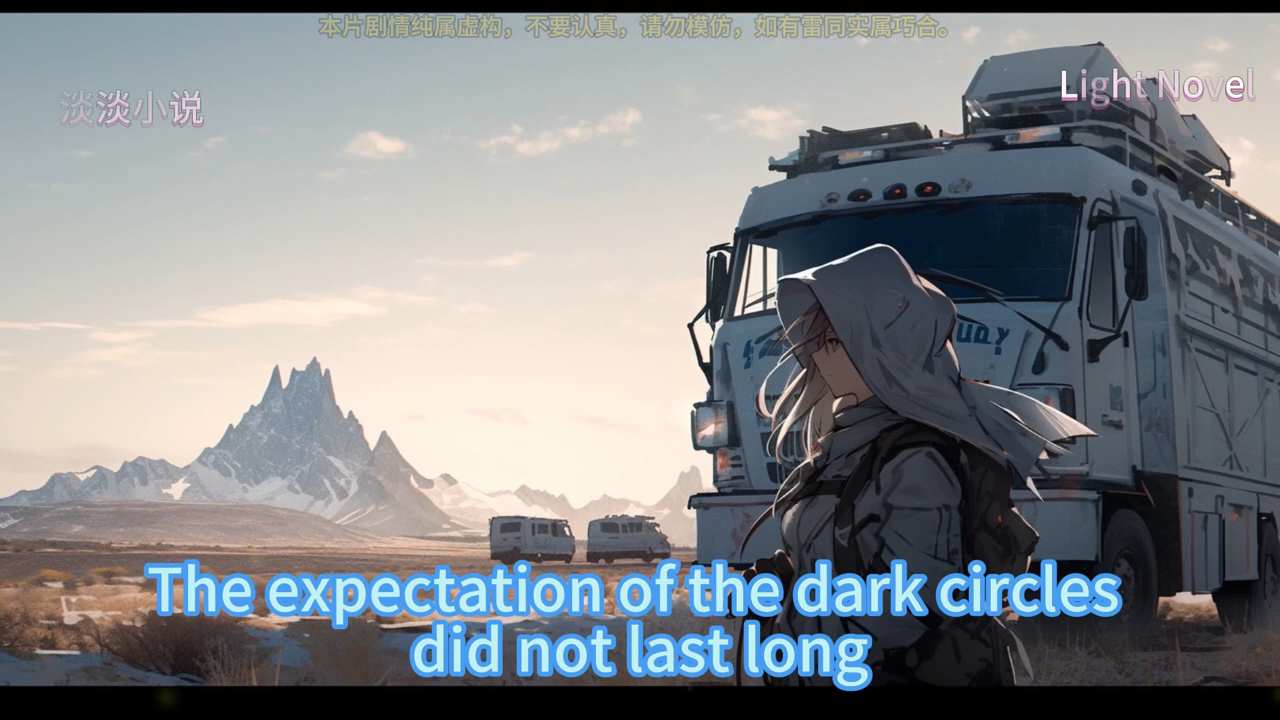 本片剧情纯属虚构，不要认真，请勿模仿，如有雷同实属巧合。
淡淡小说
Light Novel
The expectation of the dark circles
did not last long